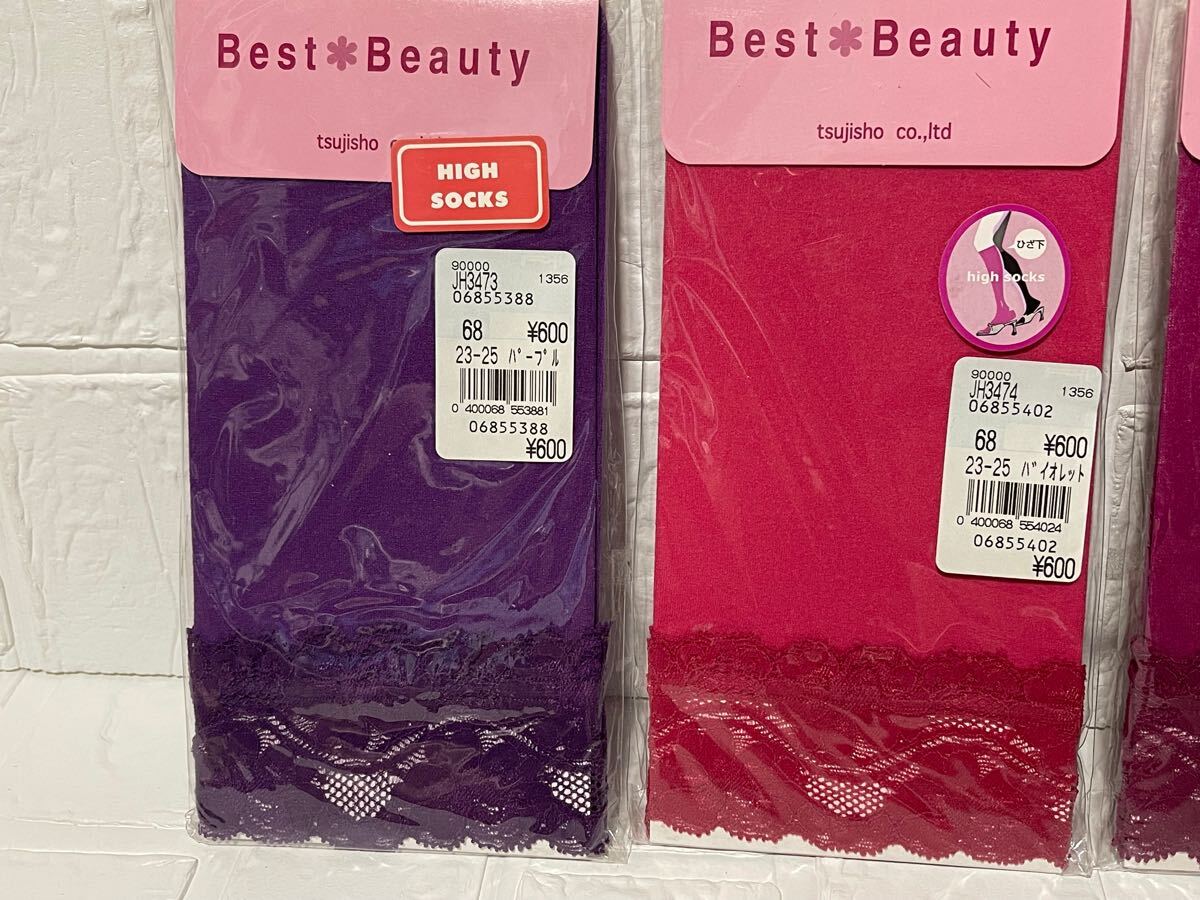 Best*Beauty
tsujisho
HIGH
SOCKS
90000
JH3473 1356
06855388
68 ¥600
23-25 パープル
0 400068 553881
06855388
¥600
Best*Beauty
tsujisho co.,ltd
ひざ下
high socks
90000
JH3474 1356
06855402
68 ¥600
23-25 バイオレット
0 400068 554024
06855402
¥600